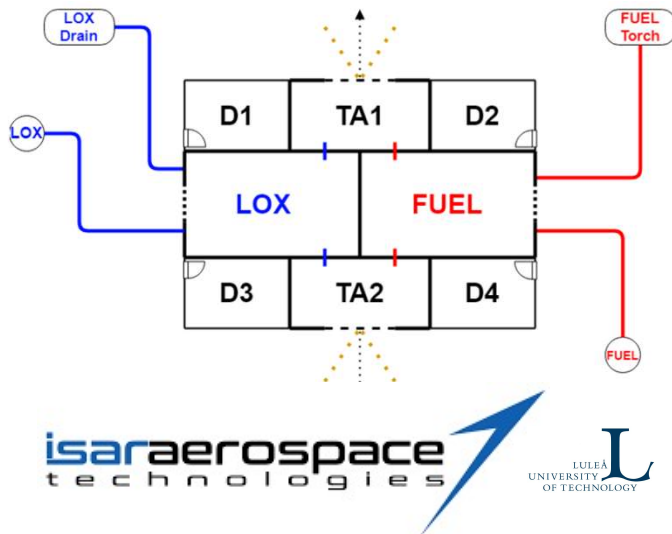 LOX
Drain
FUEL
Torch
D1
TA1
D2
LOX
LOX
FUEL
D3
TA2
D4
FUEL
isaraerospace
technologies
LULEÅ
UNIVERSITY
OF TECHNOLOGY
L